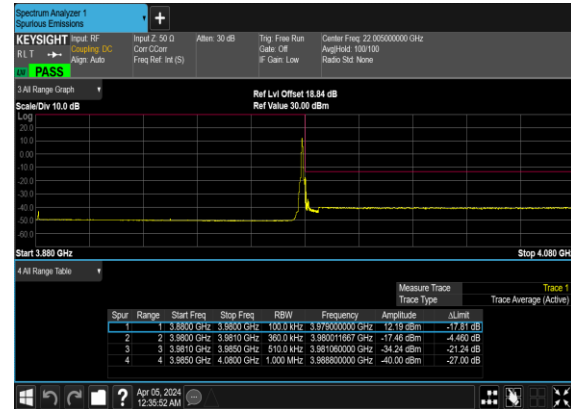 Spectrum Analyzer 1
Spurious Emissions
+
KEYSIGHT Input: RF Input Z: 50 Ω Atten: 30 dB Trig: Free Run Center Freq: 22.005000000 GHz
RLT Coupling: DC Corr CCorr Gate: Off Avg|Hold: 100/100
Align: Auto Freq Ref: Int (S) IF Gain: Low Radio Std: None
LW PASS
3 All Range Graph
Ref Lvl Offset 18.84 dB
Scale/Div 10.0 dB Ref Value 30.00 dBm
Log
20.0
10.0
0.00
-10.0
-20.0
-30.0
-40.0
-50.0
-60.0
Start 3.880 GHz Stop 4.080 GH
4 All Range Table
Measure Trace Trace 1
Trace Type Trace Average (Active)
Spur Range Start Freq Stop Freq RBW Frequency Amplitude ΔLimit
1 1 3.8800 GHz 3.9800 GHz 100.0 kHz 3.979000000 GHz 12.19 dBm -17.81 dB
2 2 3.9800 GHz 3.9810 GHz 360.0 kHz 3.980011667 GHz -17.46 dBm -4.460 dB
3 3 3.9810 GHz 3.9850 GHz 510.0 kHz 3.981060000 GHz -34.24 dBm -21.24 dB
4 4 3.9850 GHz 4.0800 GHz 1.000 MHz 3.988800000 GHz -40.00 dBm -27.00 dB
? Apr 05, 2024
12:35:52 AM